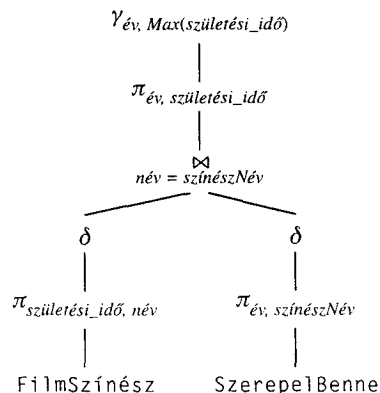 γ év, Max(születési_idő)
π év, születési_idő
⋈
név = színészNév
δ δ
π születési_idő, név π év, színészNév
FilmSzínész SzerepelBenne